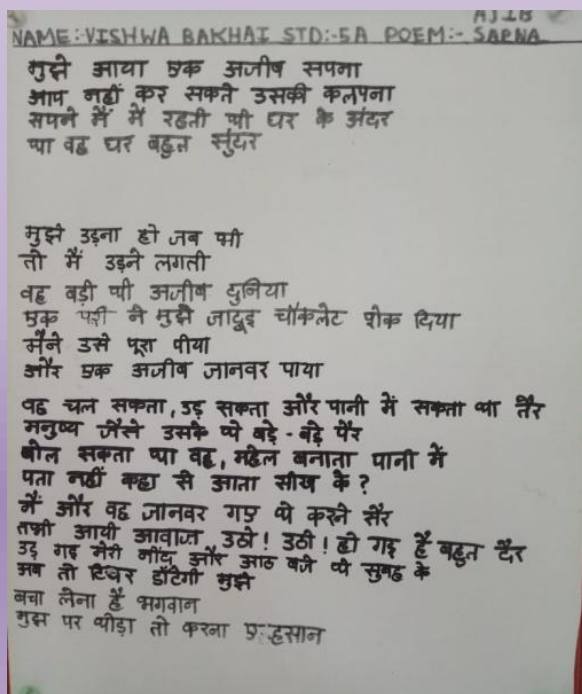 AJIB
NAME:-VISHWA BAKHAI STD:-5A POEM:- SAPNA
मुझे आया एक अजीब सपना
आप नहीं कर सकते उसकी कलपना
सपने मैं में रहती थी घर के अंदर
था वह घर बहुत सुंदर
मुझे उड़ना हो जब भी
तो मैं उड़ने लगती
वह बड़ी थी अजीब दुनिया
एक परी ने मुझे जादूइ चॉकलेट शेक दिया
मैंने उसे पूरा पीया
और एक अजीब जानवर पाया
वह चल सकता, उड़ सकता और पानी में सकता था तैर
मनुष्य जैसे उसके थे बड़े-बड़े पैर
बोल सकता था वह, महेल बनाता पानी में
पता नहीं कहा से आता सीख के?
मैं और वह जानवर गए थे करने सैर
तभी आयी आवाज उठो! उठी! हो गइ है बहुत देर
उड़ गइ मेरी नींद और आठ बजे थे सुबह के
अब तो टिचर डाँटेगी मुझे
बचा लेना हे भगवान
मुझ पर थोड़ा तो करना एहसान